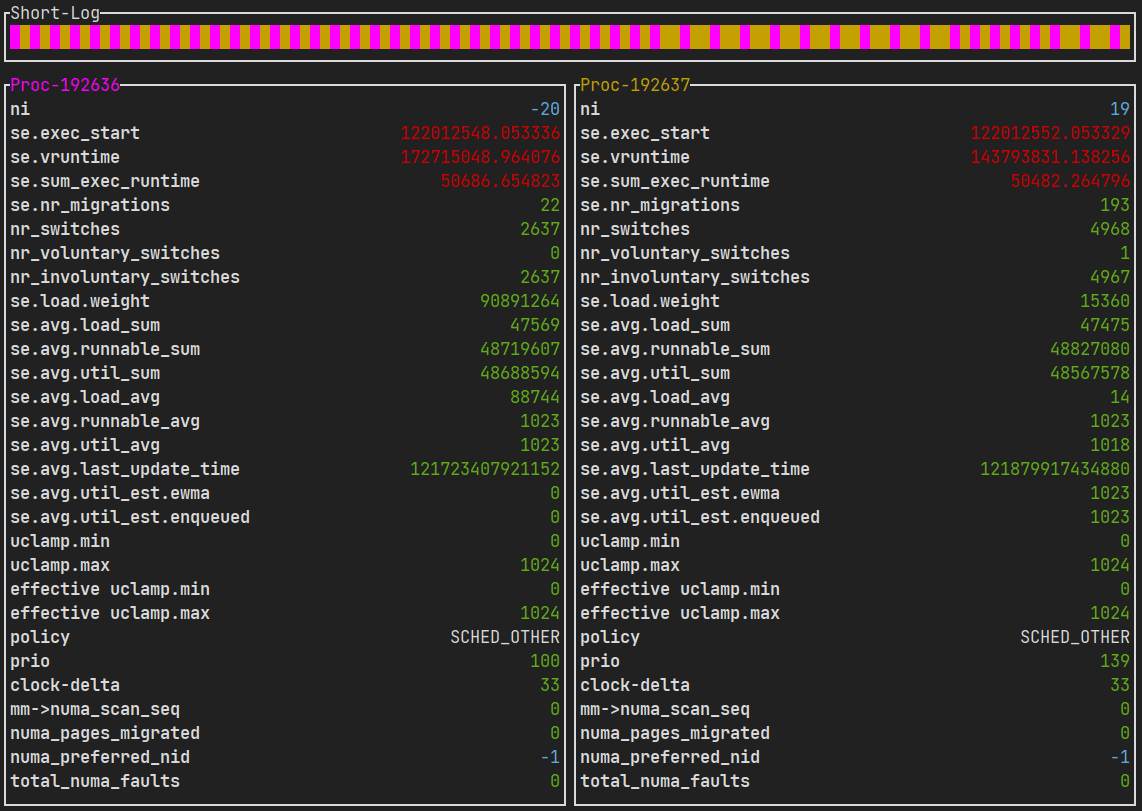 Short-Log
Proc-192636
ni -20
se.exec_start 122012548.053336
se.vruntime 172715048.964076
se.sum_exec_runtime 50686.654823
se.nr_migrations 22
nr_switches 2637
nr_voluntary_switches 0
nr_involuntary_switches 2637
se.load.weight 90891264
se.avg.load_sum 47569
se.avg.runnable_sum 48719607
se.avg.util_sum 48688594
se.avg.load_avg 88744
se.avg.runnable_avg 1023
se.avg.util_avg 1023
se.avg.last_update_time 121723407921152
se.avg.util_est.ewma 0
se.avg.util_est.enqueued 0
uclamp.min 0
uclamp.max 1024
effective uclamp.min 0
effective uclamp.max 1024
policy SCHED_OTHER
prio 100
clock-delta 33
mm->numa_scan_seq 0
numa_pages_migrated 0
numa_preferred_nid -1
total_numa_faults 0
Proc-192637
ni 19
se.exec_start 122012552.053329
se.vruntime 143793831.138256
se.sum_exec_runtime 50482.264796
se.nr_migrations 193
nr_switches 4968
nr_voluntary_switches 1
nr_involuntary_switches 4967
se.load.weight 15360
se.avg.load_sum 47475
se.avg.runnable_sum 48827080
se.avg.util_sum 48567578
se.avg.load_avg 14
se.avg.runnable_avg 1023
se.avg.util_avg 1018
se.avg.last_update_time 121879917434880
se.avg.util_est.ewma 1023
se.avg.util_est.enqueued 1023
uclamp.min 0
uclamp.max 1024
effective uclamp.min 0
effective uclamp.max 1024
policy SCHED_OTHER
prio 139
clock-delta 33
mm->numa_scan_seq 0
numa_pages_migrated 0
numa_preferred_nid -1
total_numa_faults 0